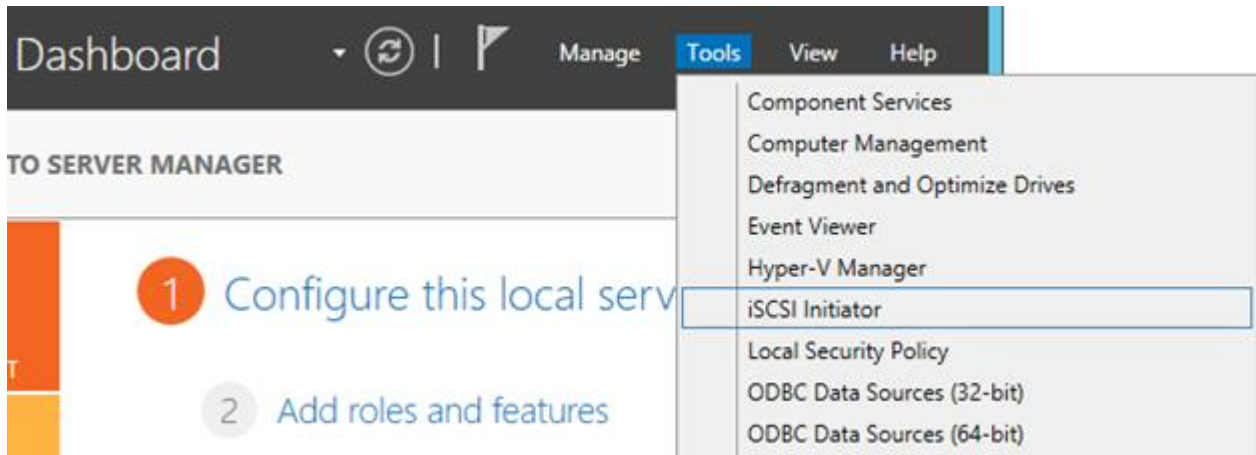 Dashboard Manage Tools View Help
Component Services
Computer Management
TO SERVER MANAGER
Defragment and Optimize Drives
Event Viewer
Hyper-V Manager
1 Configure this local serv
iSCSI Initiator
Local Security Policy
T
ODBC Data Sources (32-bit)
2 Add roles and features
ODBC Data Sources (64-bit)